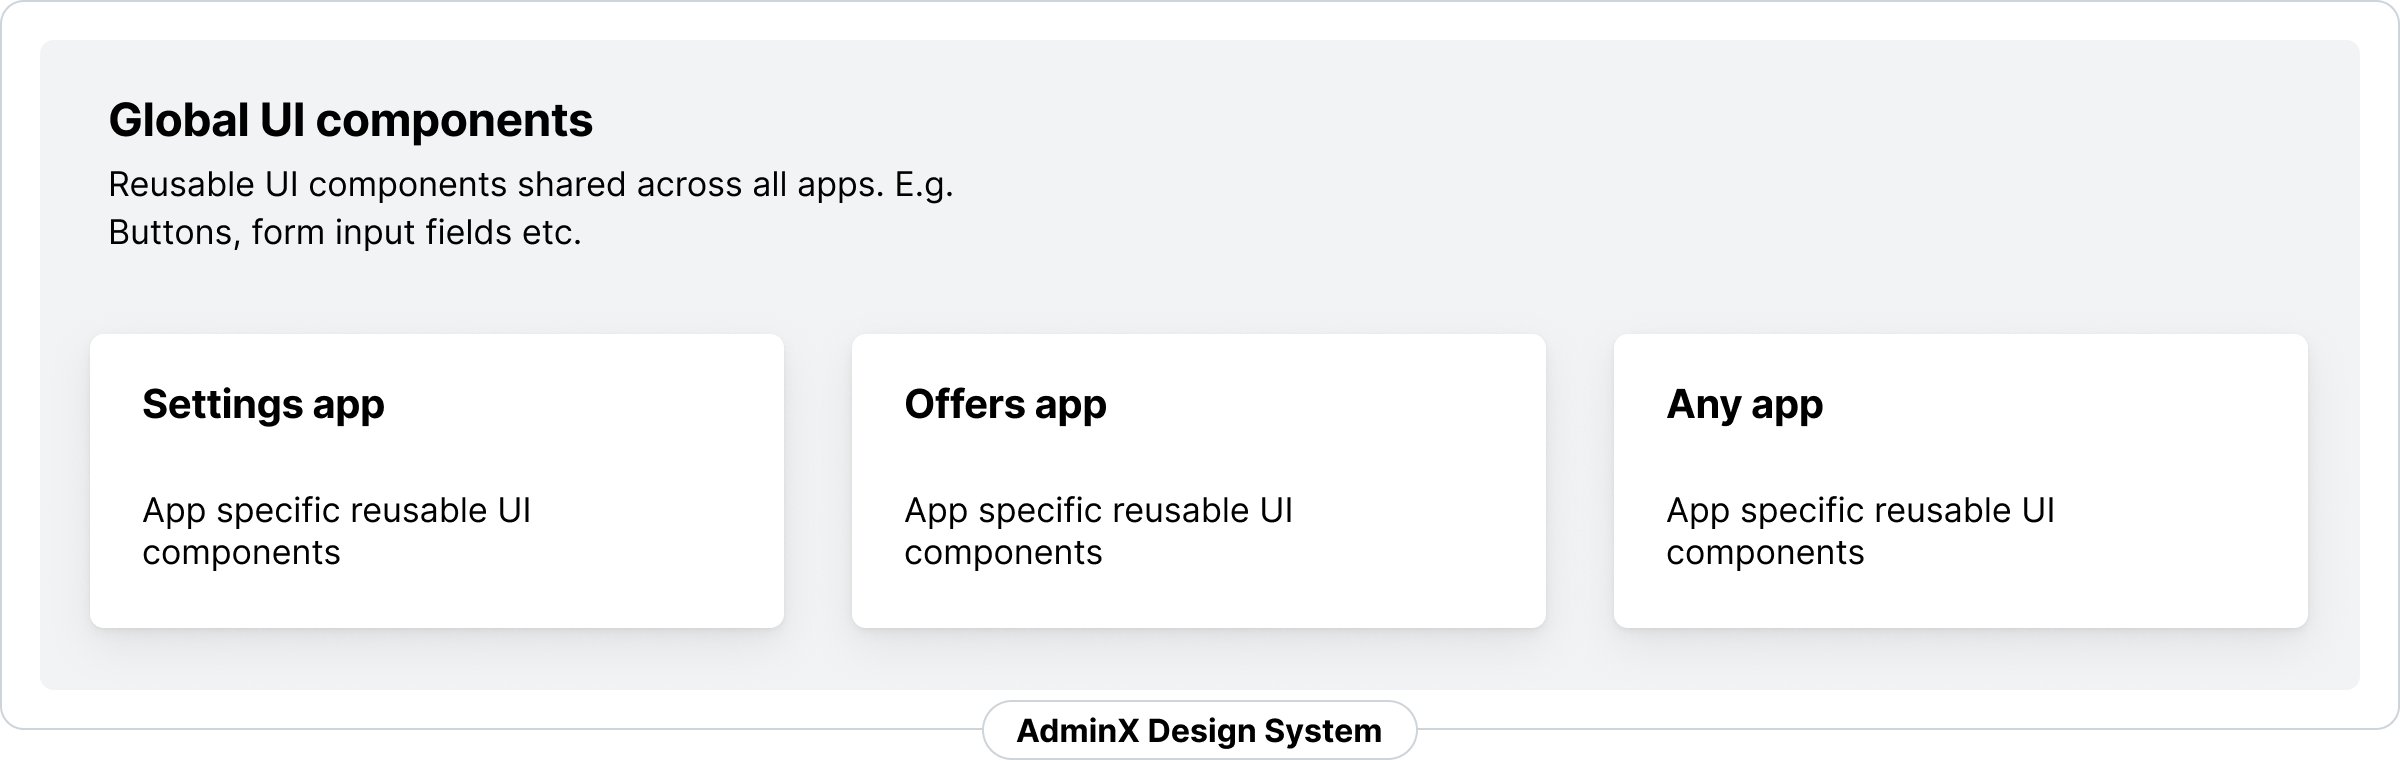 Global UI components
Reusable UI components shared across all apps. E.g.
Buttons, form input fields etc.
Settings app
App specific reusable UI
components
Offers app
App specific reusable UI
components
Any app
App specific reusable UI
components
AdminX Design System